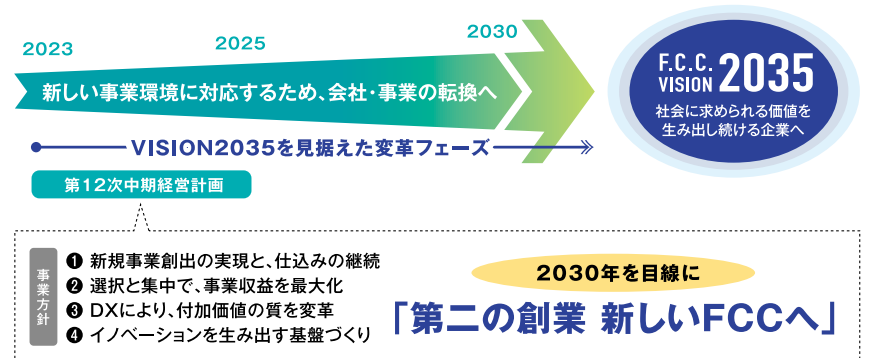 2023
2025
2030
新しい事業環境に対応するため、会社・事業の転換へ
F.C.C.
VISION 2035
社会に求められる価値を
生み出し続ける企業へ
VISION2035を見据えた変革フェーズ
第12次中期経営計画
事業方針
❶ 新規事業創出の実現と、仕込みの継続
❷ 選択と集中で、事業収益を最大化
❸ DXにより、付加価値の質を変革
❹ イノベーションを生み出す基盤づくり
2030年を目線に
「第二の創業 新しいFCCへ」